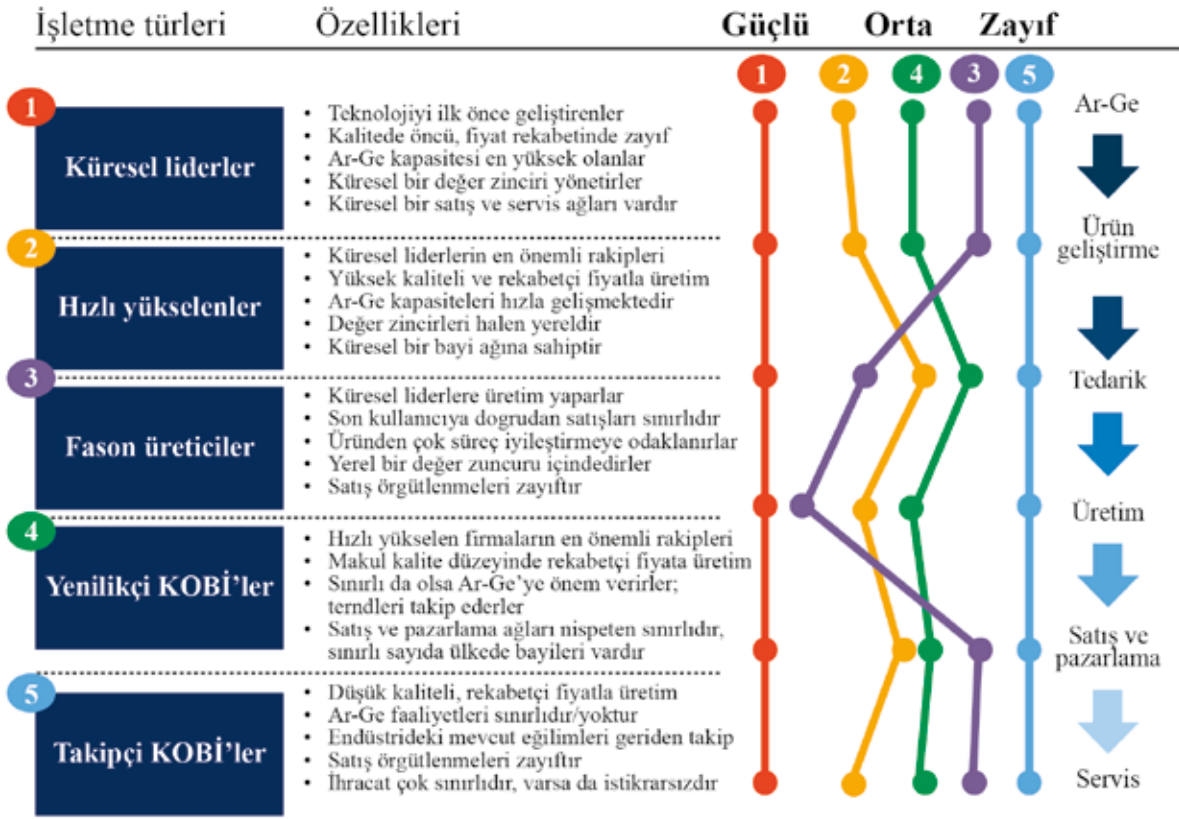 İşletme türleri
Özellikleri
Güçlü
Orta
Zayıf
1
2
4
3
5
1
Küresel liderler
• Teknolojiyi ilk önce geliştirenler
• Kalitede öncü, fiyat rekabetinde zayıf
• Ar-Ge kapasitesi en yüksek olanlar
• Küresel bir değer zinciri yönetirler
• Küresel bir satış ve servis ağları vardır
2
Hızlı yükselenler
• Küresel liderlerin en önemli rakipleri
• Yüksek kaliteli ve rekabetçi fiyatla üretim
• Ar-Ge kapasiteleri hızla gelişmektedir
• Değer zincirleri halen yereldir
• Küresel bir bayi ağına sahiptir
3
Fason üreticiler
• Küresel liderlere üretim yaparlar
• Son kullanıcıya dogrudan satışları sınırlıdır
• Üründen çok süreç iyileştirmeye odaklanırlar
• Yerel bir değer zuncuru içindedirler
• Satış örgütlenmeleri zayıftır
4
Yenilikçi KOBİ’ler
• Hızlı yükselen firmaların en önemli rakipleri
• Makul kalite düzeyinde rekabetçi fiyata üretim
• Sınırlı da olsa Ar-Ge’ye önem verirler;
terndleri takip ederler
• Satış ve pazarlama ağları nispeten sınırlıdır,
sınırlı sayıda ülkede bayileri vardır
5
Takipçi KOBİ’ler
• Düşük kaliteli, rekabetçi fiyatla üretim
• Ar-Ge faaliyetleri sınırlıdır/yoktur
• Endüstrideki mevcut eğilimleri geriden takip
• Satış örgütlenmeleri zayıftır
• İhracat çok sınırlıdır, varsa da istikrarsızdır
Ar-Ge
Ürün
geliştirme
Tedarik
Üretim
Satış ve
pazarlama
Servis